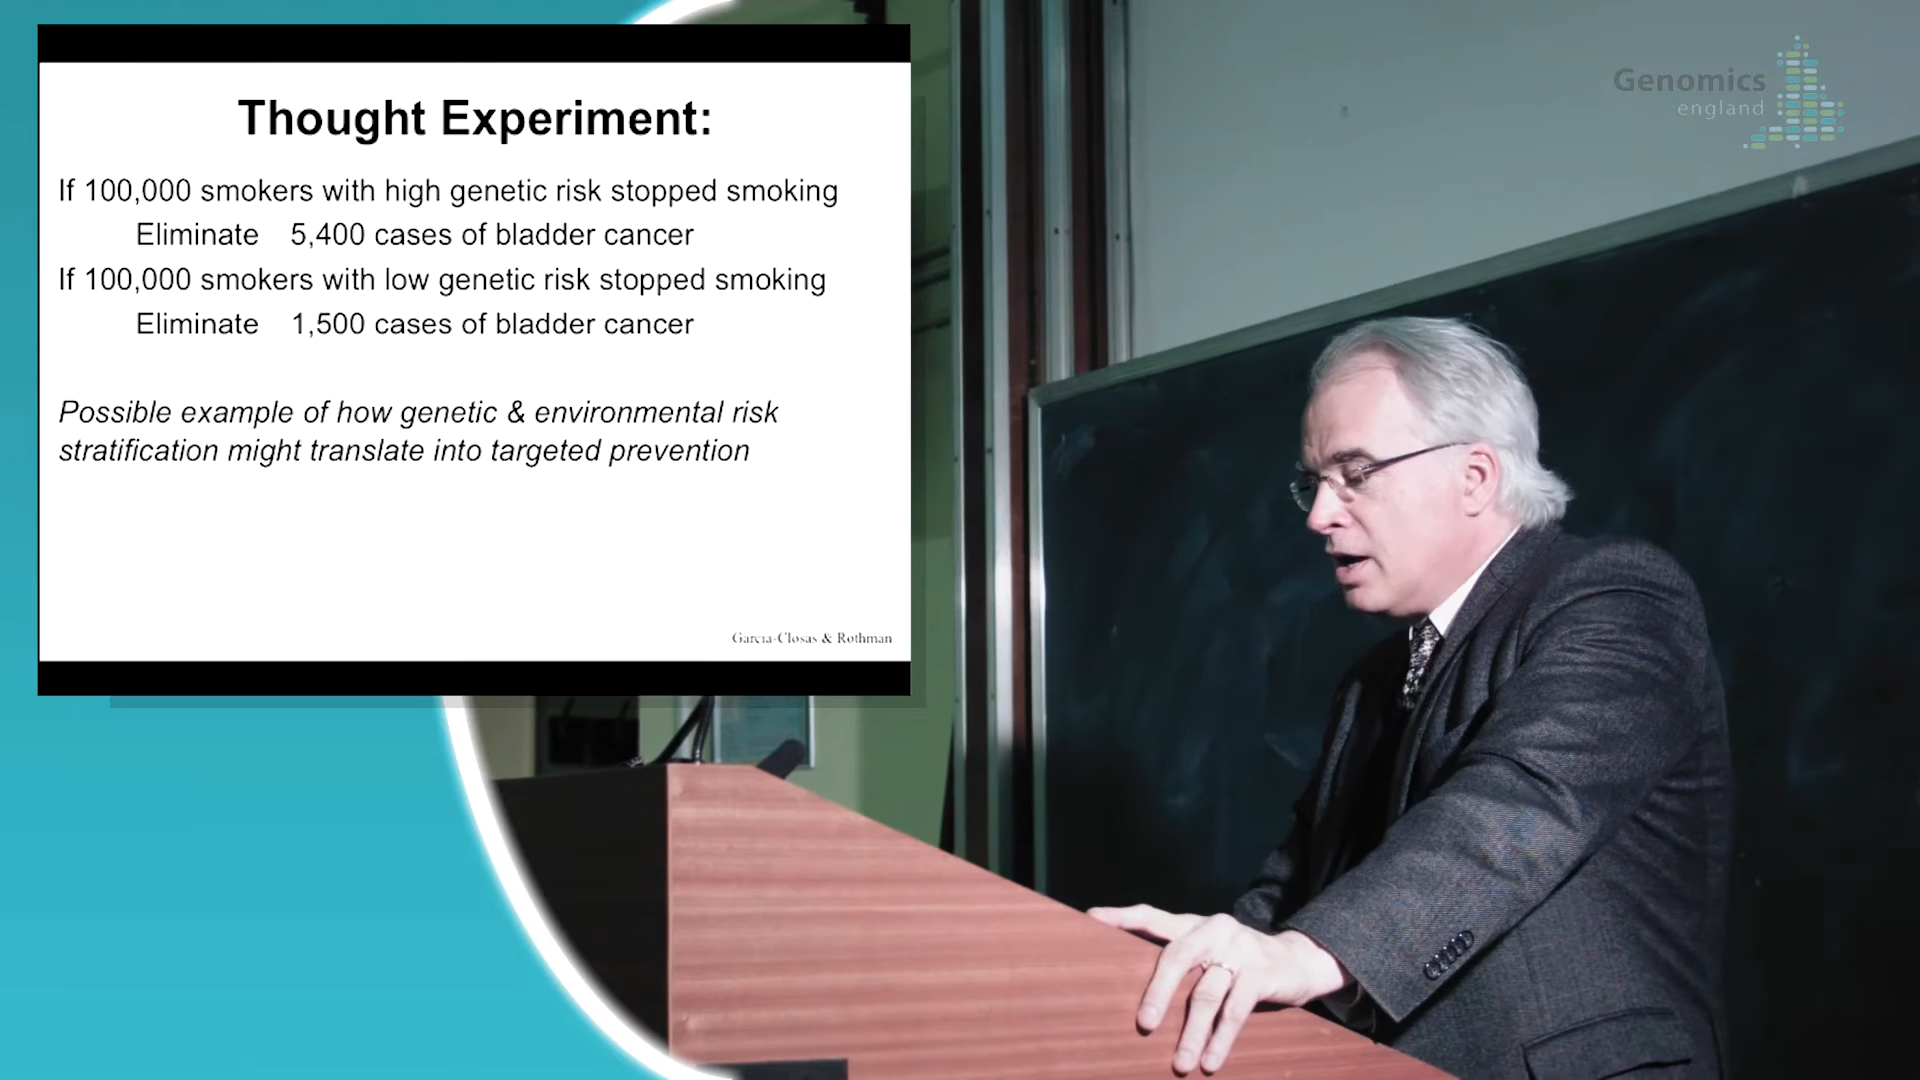 Thought Experiment:
If 100,000 smokers with high genetic risk stopped smoking
Eliminate 5,400 cases of bladder cancer
If 100,000 smokers with low genetic risk stopped smoking
Eliminate 1,500 cases of bladder cancer
Possible example of how genetic & environmental risk
stratification might translate into targeted prevention
Garcia-Closas & Rothman
Genomics
england